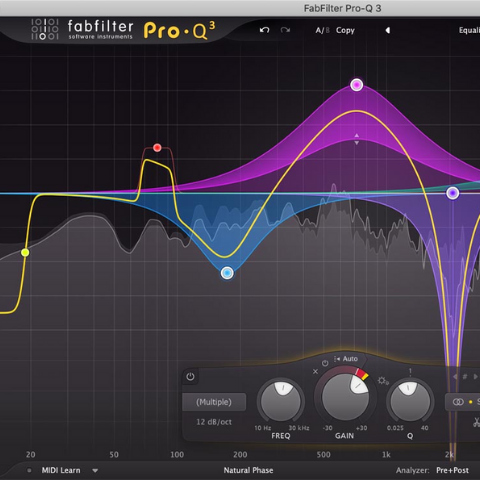 FabFilter Pro-Q 3
fabfilter
software instruments
Pro·Q³
A/B Copy
Equali
Auto
(Multiple)
12 dB/oct
10 Hz 30 kHz
FREQ
-30 +30
GAIN
0.025 40
Q
S
20 50 100 200 500 1k 2k
MIDI Learn
Natural Phase
Analyzer: Pre+Post